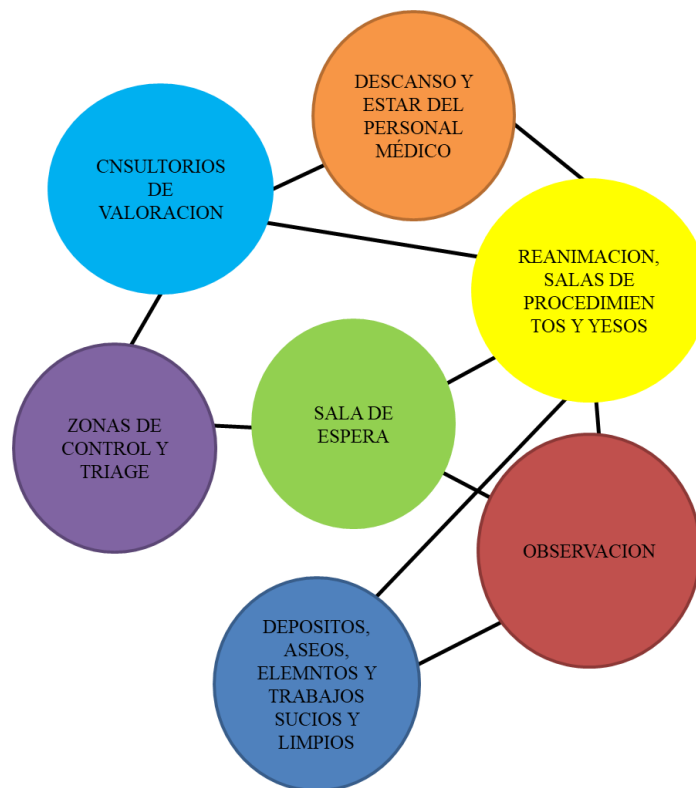 DESCANSO Y
ESTAR DEL
PERSONAL
MÉDICO
CNSULTORIOS
DE
VALORACION
REANIMACION,
SALAS DE
PROCEDIMIEN
TOS Y YESOS
ZONAS DE
CONTROL Y
TRIAGE
SALA DE
ESPERA
OBSERVACION
DEPOSITOS,
ASEOS,
ELEMNTOS Y
TRABAJOS
SUCIOS Y
LIMPIOS